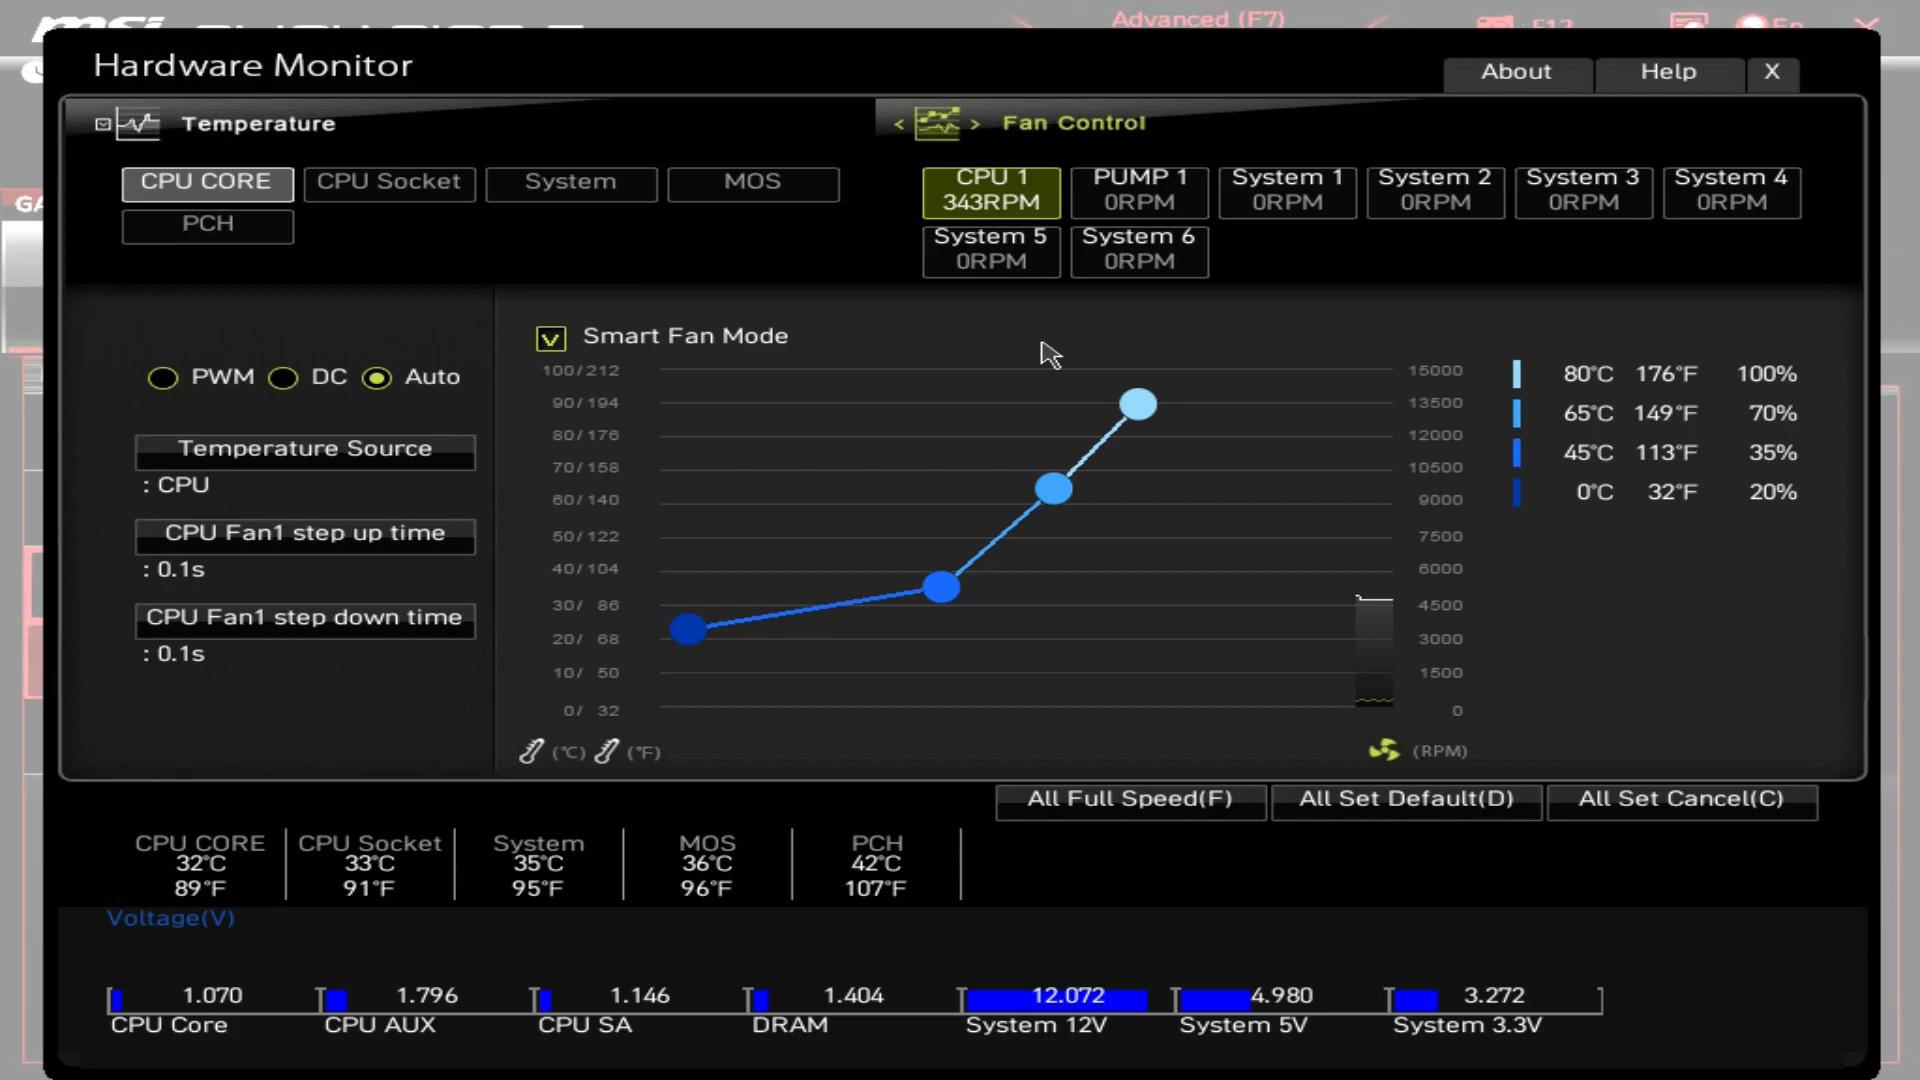 msi
Advanced (F7)
F12
En
Hardware Monitor
About
Help
X
Temperature
< > Fan Control
CPU CORE
CPU Socket
System
MOS
PCH
CPU 1
343RPM
PUMP 1
0RPM
System 1
0RPM
System 2
0RPM
System 3
0RPM
System 4
0RPM
System 5
0RPM
System 6
0RPM
GA
PWM
DC
Auto
Temperature Source
: CPU
CPU Fan1 step up time
: 0.1s
CPU Fan1 step down time
: 0.1s
V Smart Fan Mode
100/212
90/194
80/176
70/158
60/140
50/122
40/104
30/ 86
20/ 68
10/ 50
0/ 32
(°C)
(°F)
15000
13500
12000
10500
9000
7500
6000
4500
3000
1500
0
(RPM)
80°C 176°F 100%
65°C 149°F 70%
45°C 113°F 35%
0°C 32°F 20%
All Full Speed(F)
All Set Default(D)
All Set Cancel(C)
CPU CORE
32°C
89°F
CPU Socket
33°C
91°F
System
35°C
95°F
MOS
36°C
96°F
PCH
42°C
107°F
Voltage(V)
1.070
CPU Core
1.796
CPU AUX
1.146
CPU SA
1.404
DRAM
12.072
System 12V
4.980
System 5V
3.272
System 3.3V